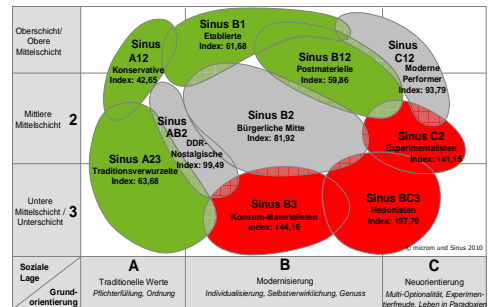 Oberschicht/
Obere
Mittelschicht
Sinus
A12
Konservative
Index: 42,65
Sinus B1
Etablierte
Index: 61,68
Sinus B12
Postmaterielle
Index: 59,86
Sinus
C12
Moderne
Performer
Index: 93,79
Mittlere
Mittelschicht
2
Sinus
AB2
DDR-
Nostalgische
Index: 99,49
Sinus B2
Bürgerliche Mitte
Index: 81,92
Sinus C2
Experimentalisten
Index: 141,15
Sinus A23
Traditionsverwurzelte
Index: 63,68
Untere
Mittelschicht /
Unterschicht
3
Sinus B3
Konsum-Materialisten
Index: 144,16
Sinus BC3
Hedonisten
Index: 197,70
© microm und Sinus 2010
Soziale
Lage
Grund-
orientierung
A
Traditionelle Werte
Pflichterfüllung, Ordnung
B
Modernisierung
Individualisierung, Selbstverwirklichung, Genuss
C
Neuorientierung
Multi-Optionalität, Experimen-
tierfreude, Leben in Paradoxien